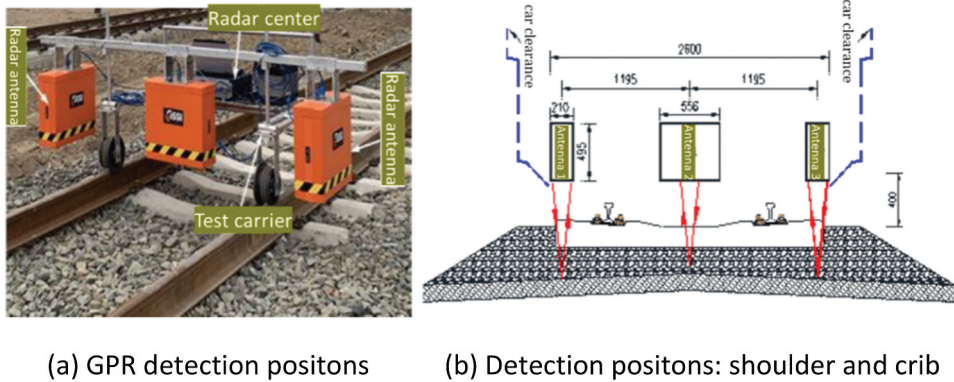 Radar center
Radar antenna
Radar antenna
GSSI
Test carrier
car clearance
car clearance
2600
1195
1195
210
556
Antenna 1
Antenna 2
Antenna 3
495
400
(a) GPR detection positons
(b) Detection positons: shoulder and crib